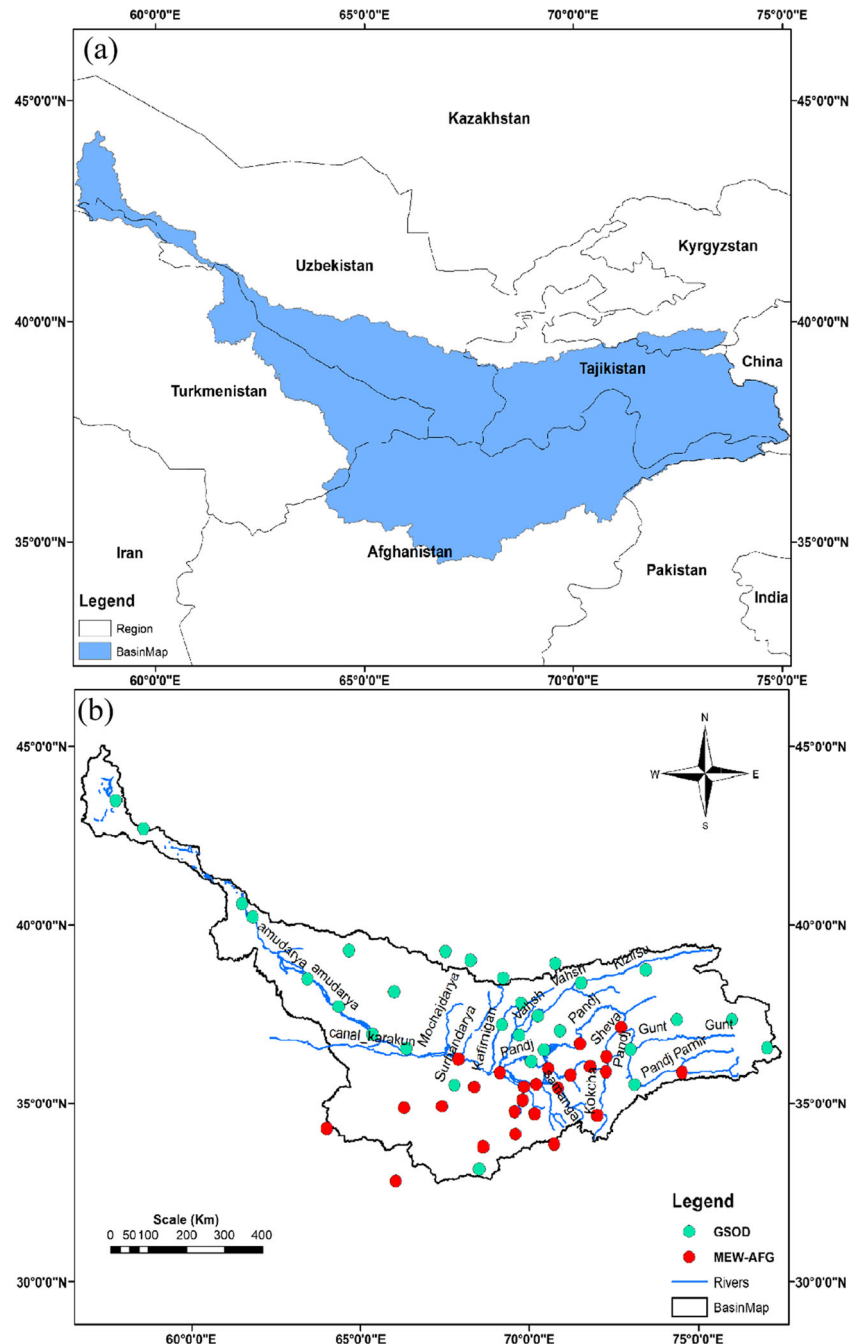 60°0'0"E 65°0'0"E 70°0'0"E 75°0'0"E
(a)
45°0'0"N 45°0'0"N
Kazakhstan
Kyrgyzstan
Uzbekistan
40°0'0"N 40°0'0"N
China
Tajikistan
Turkmenistan
35°0'0"N 35°0'0"N
Iran
Afghanistan
Pakistan
India
Legend
Region
BasinMap
60°0'0"E 65°0'0"E 70°0'0"E 75°0'0"E
(b)
N
W E
S
45°0'0"N 45°0'0"N
40°0'0"N 40°0'0"N
amudarya
amudarya
Mochajdarya
Surhandarya
Kafirnigan
Vahsh
Vahsh
Kizilsu
Pandj
Sheva
Gunt
Gunt
canal_karakun
Pandj
Pandj
Pandj
Pamir
Kokcha
35°0'0"N 35°0'0"N
Scale (Km)
0 50 100 200 300 400
Legend
GSOD
MEW-AFG
Rivers
BasinMap
30°0'0"N 30°0'0"N
60°0'0"E 65°0'0"E 70°0'0"E 75°0'0"E